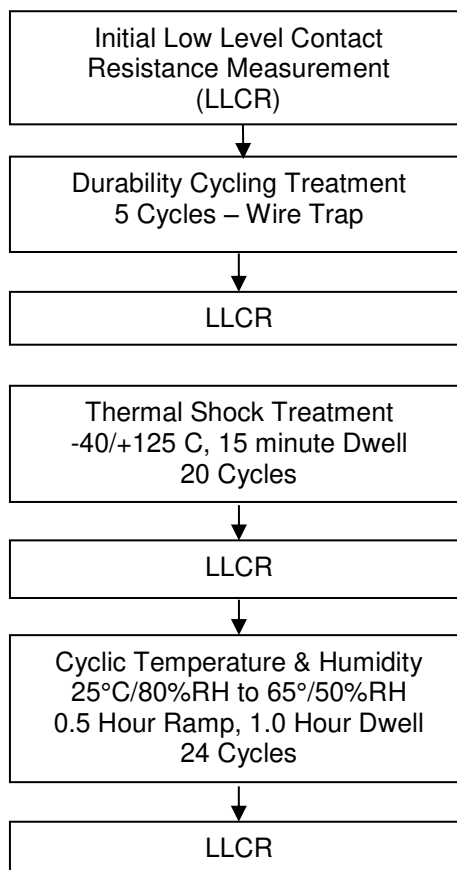 Initial Low Level Contact
Resistance Measurement
(LLCR)
Durability Cycling Treatment
5 Cycles – Wire Trap
LLCR
Thermal Shock Treatment
-40/+125 C, 15 minute Dwell
20 Cycles
LLCR
Cyclic Temperature & Humidity
25°C/80%RH to 65°/50%RH
0.5 Hour Ramp, 1.0 Hour Dwell
24 Cycles
LLCR